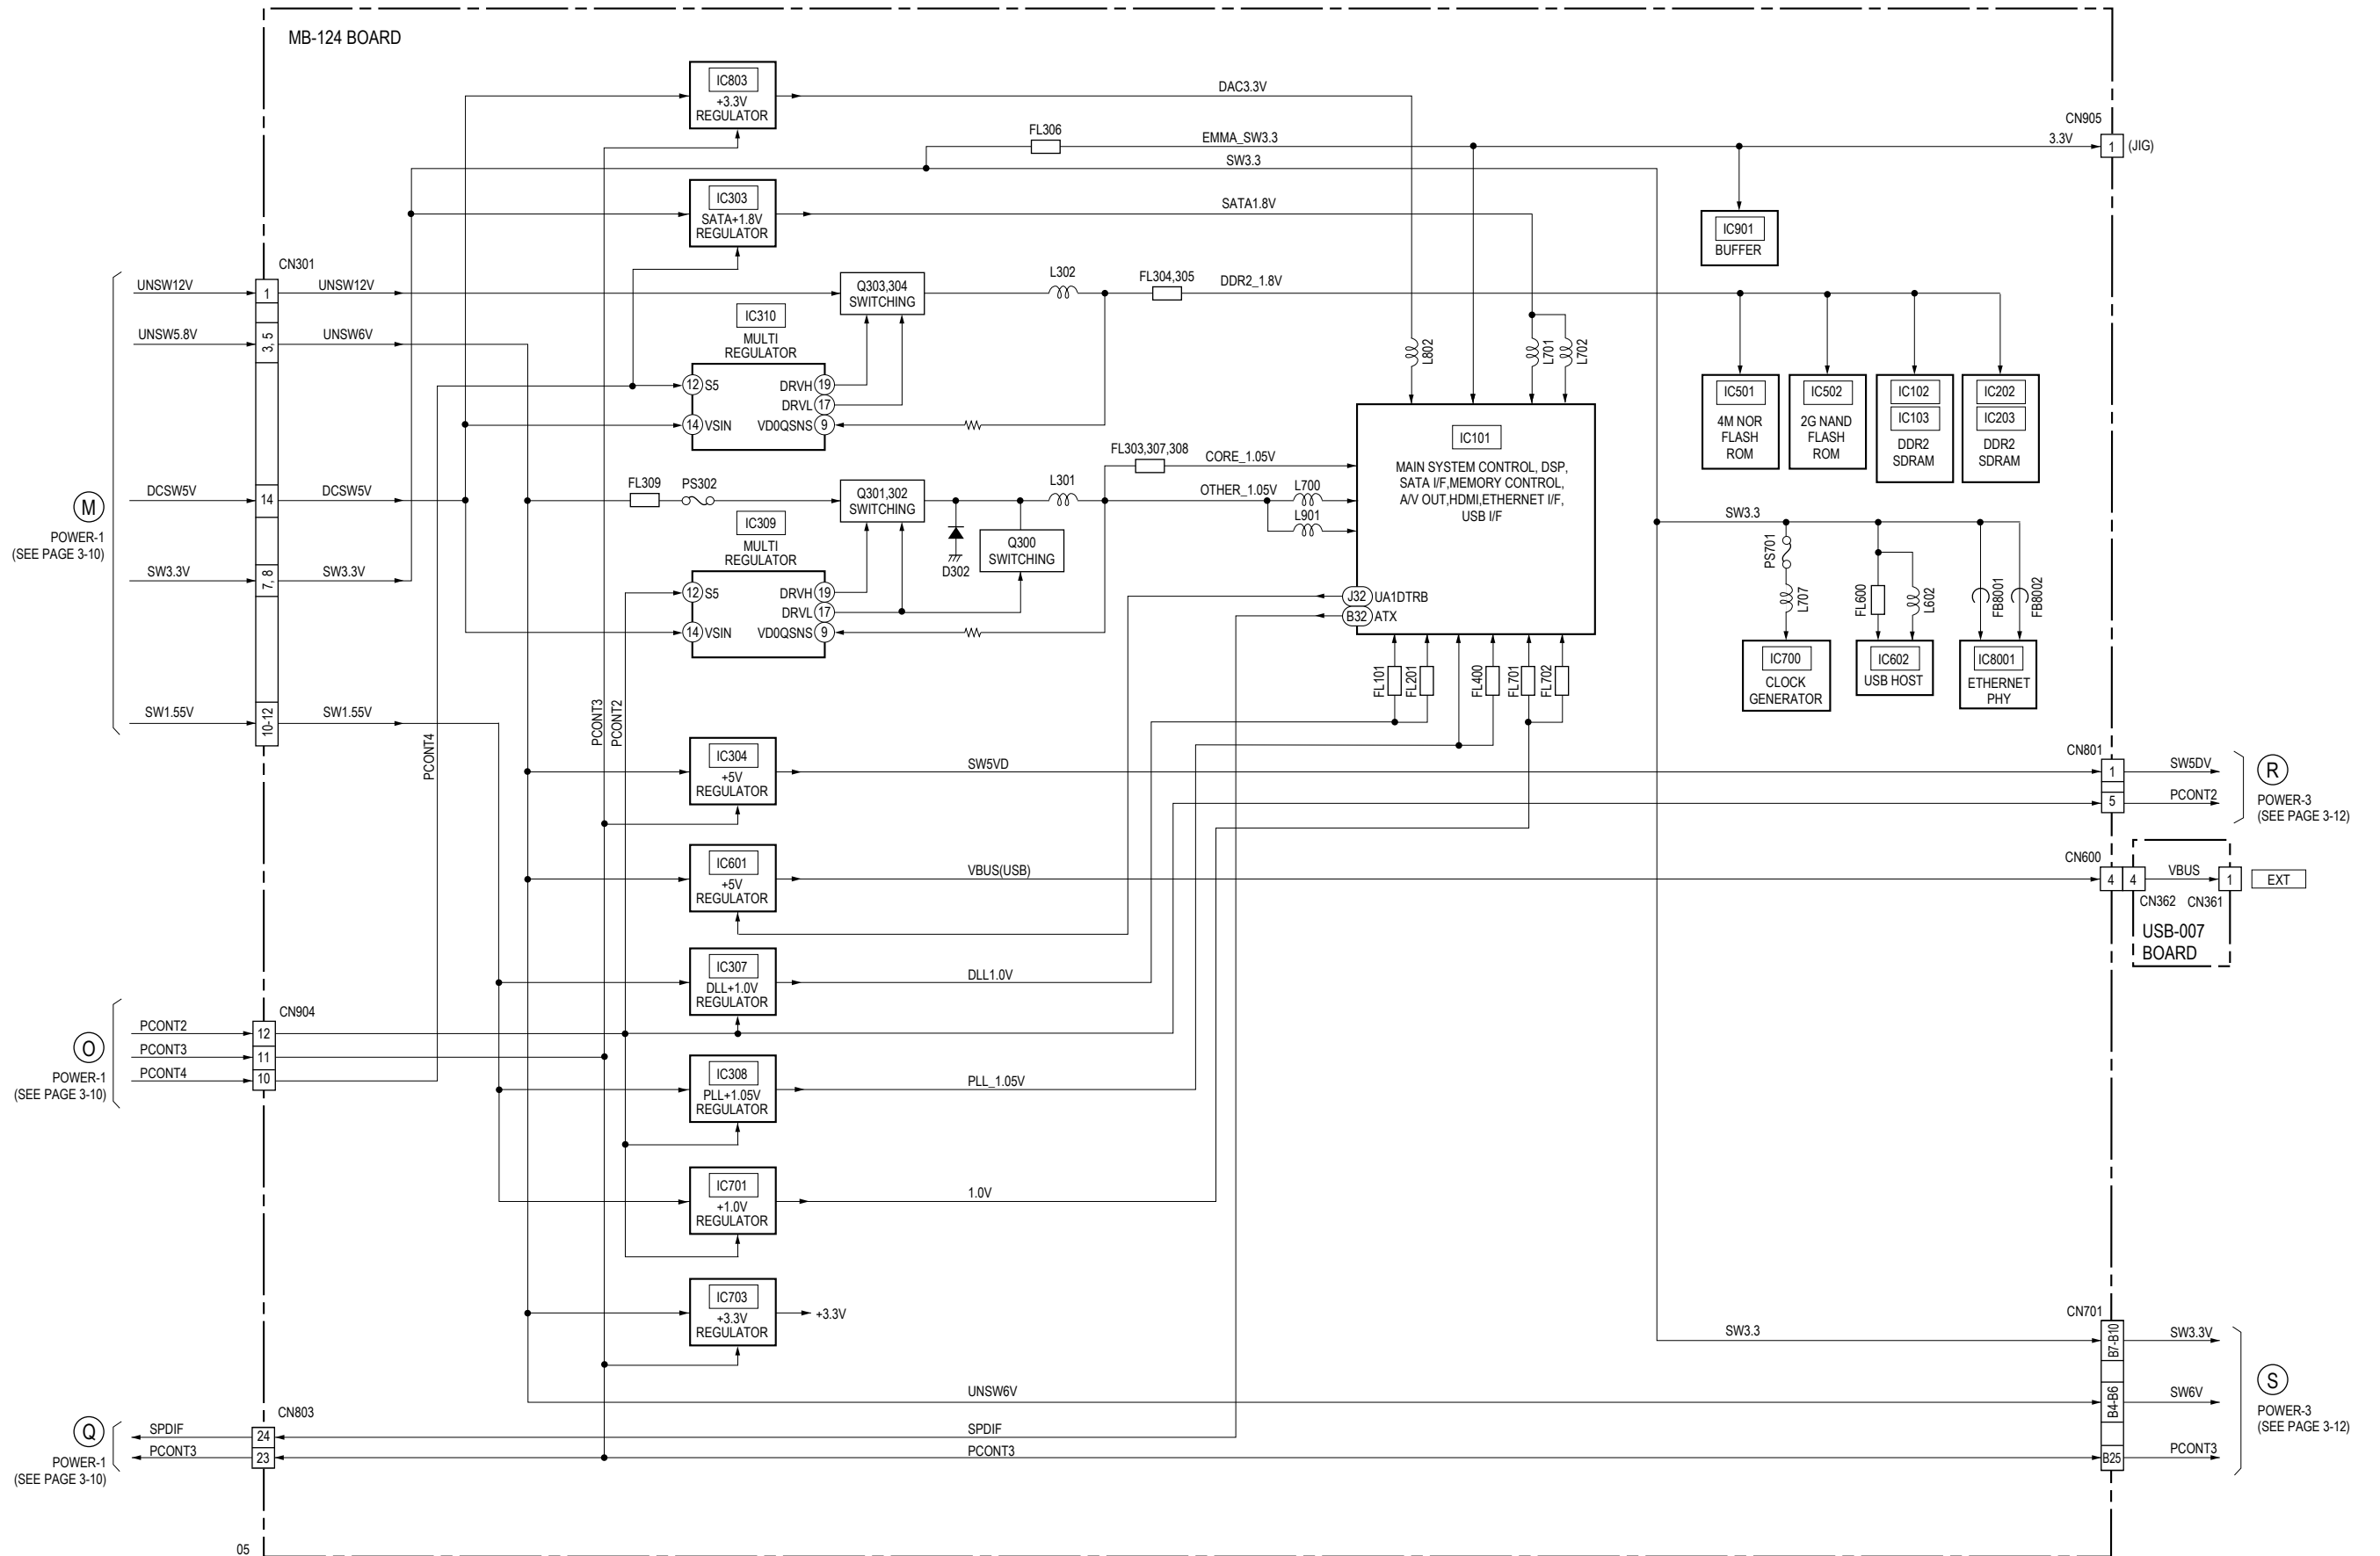 MB-124 BOARD
IC803
+3.3V
REGULATOR
DAC3.3V
FL306
EMMA_SW3.3
SW3.3
CN905
3.3V
1
(JIG)
IC303
SATA+1.8V
REGULATOR
SATA1.8V
IC901
BUFFER
CN301
UNSW12V
1
UNSW12V
Q303,304
SWITCHING
L302
FL304,305
DDR2_1.8V
UNSW5.8V
3, 5
UNSW6V
IC310
MULTI
REGULATOR
12
S5
14
VSIN
DRVH
19
DRVL
17
VD0QSNS
9
L802
L701
L702
IC501
4M NOR
FLASH
ROM
IC502
2G NAND
FLASH
ROM
IC102
IC103
DDR2
SDRAM
IC202
IC203
DDR2
SDRAM
IC101
MAIN SYSTEM CONTROL, DSP,
SATA I/F,MEMORY CONTROL,
A/V OUT,HDMI,ETHERNET I/F,
USB I/F
FL303,307,308
CORE_1.05V
M
POWER-1
(SEE PAGE 3-10)
DCSW5V
14
DCSW5V
FL309
PS302
Q301,302
SWITCHING
L301
OTHER_1.05V
L700
L901
IC309
MULTI
REGULATOR
D302
Q300
SWITCHING
SW3.3
PS701
L707
FL600
L602
FB8001
FB8002
SW3.3V
7, 8
SW3.3V
12
S5
14
VSIN
DRVH
19
DRVL
17
VD0QSNS
9
J32
UA1DTRB
B32
ATX
IC700
CLOCK
GENERATOR
IC602
USB HOST
IC8001
ETHERNET
PHY
FL101
FL201
FL400
FL701
FL702
SW1.55V
10-12
SW1.55V
PCONT4
PCONT3
PCONT2
IC304
+5V
REGULATOR
SW5VD
CN801
1
SW5DV
5
PCONT2
R
POWER-3
(SEE PAGE 3-12)
IC601
+5V
REGULATOR
VBUS(USB)
CN600
4
4
VBUS
1
EXT
CN362
CN361
USB-007
BOARD
IC307
DLL+1.0V
REGULATOR
DLL1.0V
CN904
PCONT2
12
PCONT3
11
PCONT4
10
O
POWER-1
(SEE PAGE 3-10)
IC308
PLL+1.05V
REGULATOR
PLL_1.05V
IC701
+1.0V
REGULATOR
1.0V
IC703
+3.3V
REGULATOR
+3.3V
CN701
SW3.3
B7-B10
SW3.3V
UNSW6V
B4-B6
SW6V
B25
PCONT3
S
POWER-3
(SEE PAGE 3-12)
CN803
SPDIF
24
SPDIF
PCONT3
23
PCONT3
Q
POWER-1
(SEE PAGE 3-10)
05